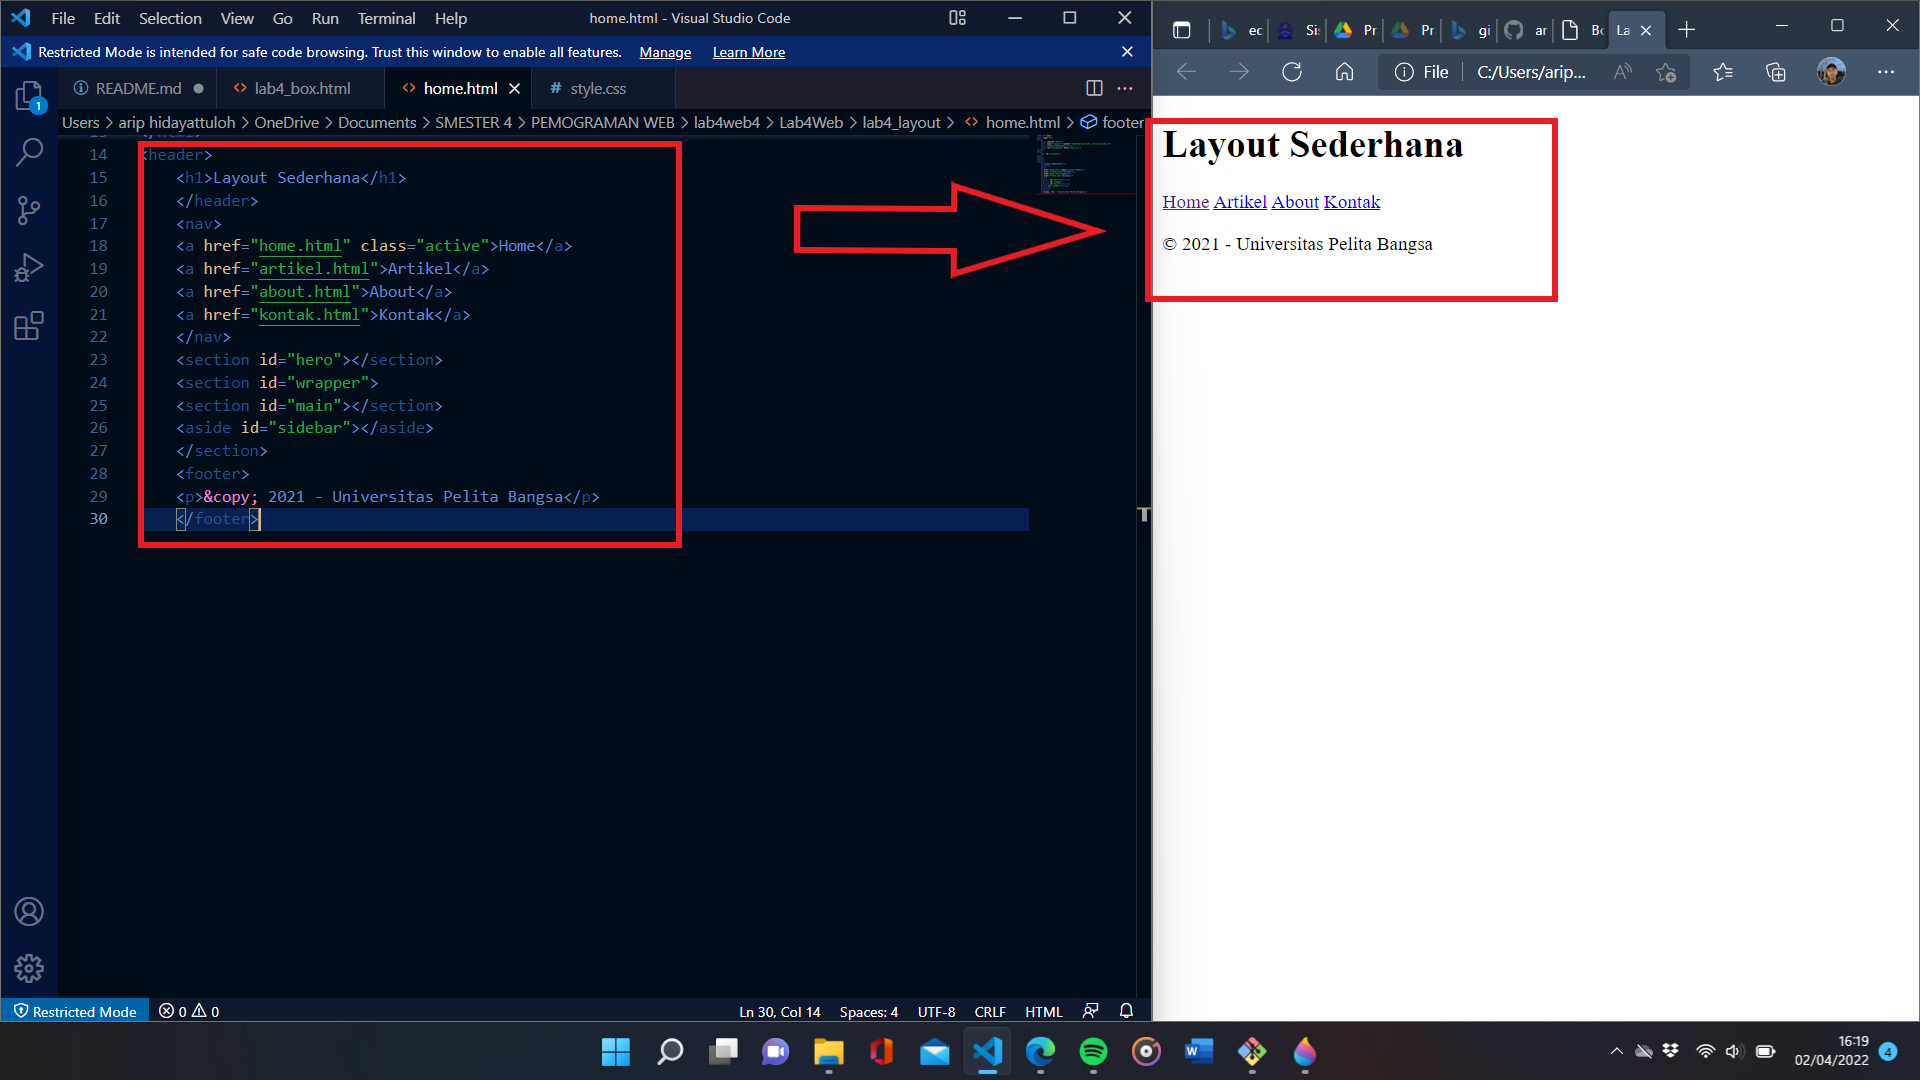 File Edit Selection View Go Run Terminal Help home.html - Visual Studio Code
Restricted Mode is intended for safe code browsing. Trust this window to enable all features. Manage Learn More
README.md lab4_box.html home.html # style.css
Users > arip hidayattuloh > OneDrive > Documents > SMESTER 4 > PEMOGRAMAN WEB > lab4web4 > Lab4Web > lab4_layout > home.html > footer
14 <header>
15 <h1>Layout Sederhana</h1>
16 </header>
17 <nav>
18 <a href="home.html" class="active">Home</a>
19 <a href="artikel.html">Artikel</a>
20 <a href="about.html">About</a>
21 <a href="kontak.html">Kontak</a>
22 </nav>
23 <section id="hero"></section>
24 <section id="wrapper">
25 <section id="main"></section>
26 <aside id="sidebar"></aside>
27 </section>
28 <footer>
29 <p>&copy; 2021 - Universitas Pelita Bangsa</p>
30 </footer>
1
Restricted Mode 0 0 Ln 30, Col 14 Spaces: 4 UTF-8 CRLF HTML
ec Si Pr Pr gi ar Bo La
File C:/Users/arip...
Layout Sederhana
Home Artikel About Kontak
© 2021 - Universitas Pelita Bangsa
16:19
02/04/2022 4